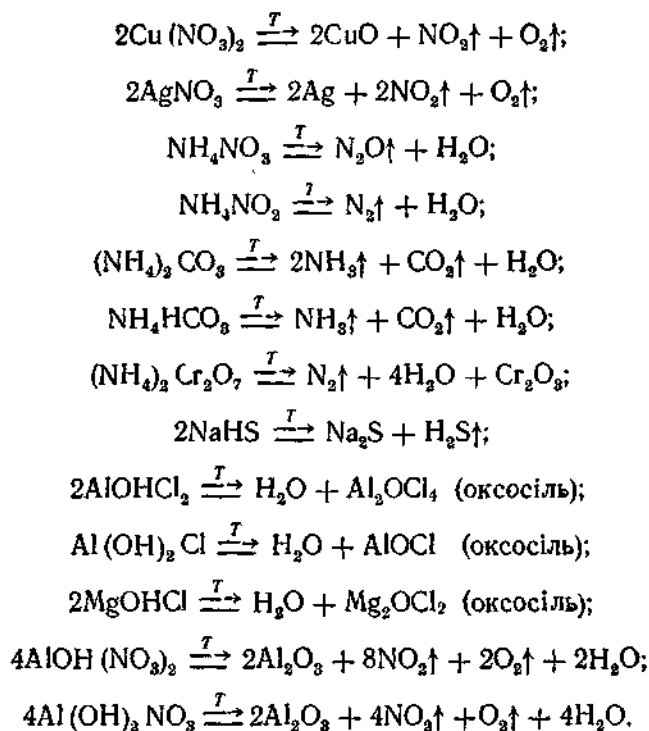 2Cu(NO₃)₂ ⇌ᵀ 2CuO + NO₂↑ + O₂↑;
2AgNO₃ ⇌ᵀ 2Ag + 2NO₂↑ + O₂↑;
NH₄NO₃ ⇌ᵀ N₂O↑ + H₂O;
NH₄NO₂ ⇌ᵀ N₂↑ + H₂O;
(NH₄)₂CO₃ ⇌ᵀ 2NH₃↑ + CO₂↑ + H₂O;
NH₄HCO₃ ⇌ᵀ NH₃↑ + CO₂↑ + H₂O;
(NH₄)₂Cr₂O₇ ⇌ᵀ N₂↑ + 4H₂O + Cr₂O₃;
2NaHS ⇌ᵀ Na₂S + H₂S↑;
2AlOHCl₂ ⇌ᵀ H₂O + Al₂OCl₄ (оксосіль);
Al(OH)₂Cl ⇌ᵀ H₂O + AlOCl (оксосіль);
2MgOHCl ⇌ᵀ H₂O + Mg₂OCl₂ (оксосіль);
4AlOH(NO₃)₂ ⇌ᵀ 2Al₂O₃ + 8NO₂↑ + 2O₂↑ + 2H₂O;
4Al(OH)₂NO₃ ⇌ᵀ 2Al₂O₃ + 4NO₂↑ + O₂↑ + 4H₂O.